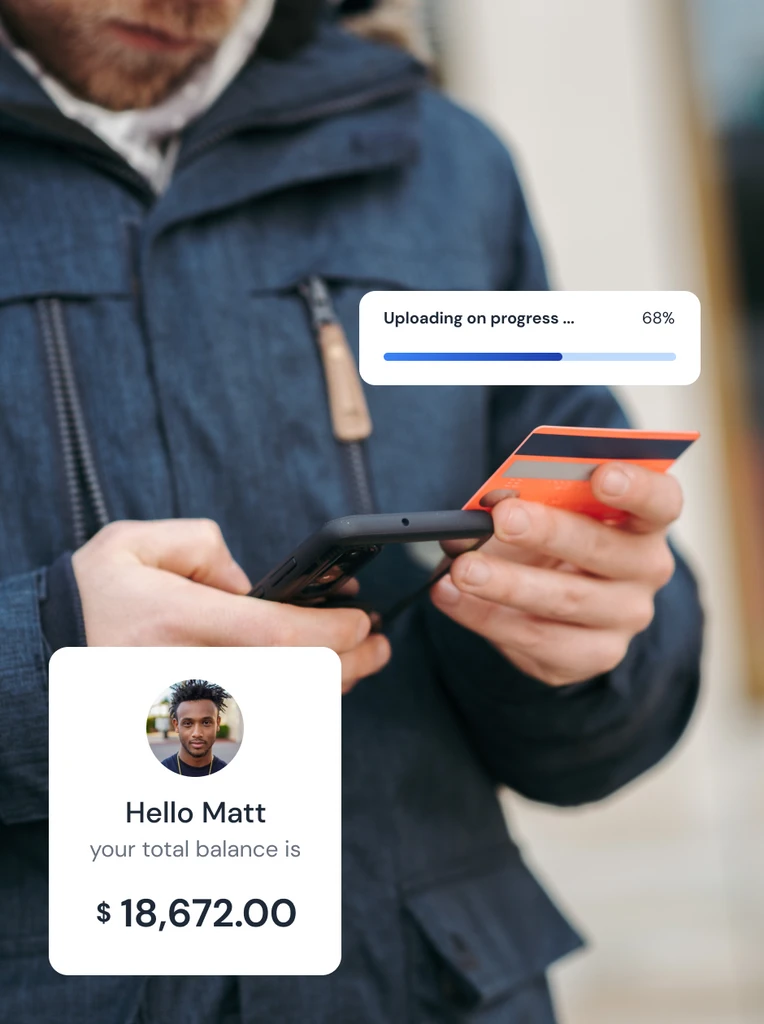 Uploading on progress ... 68%
Hello Matt
your total balance is
$ 18,672.00